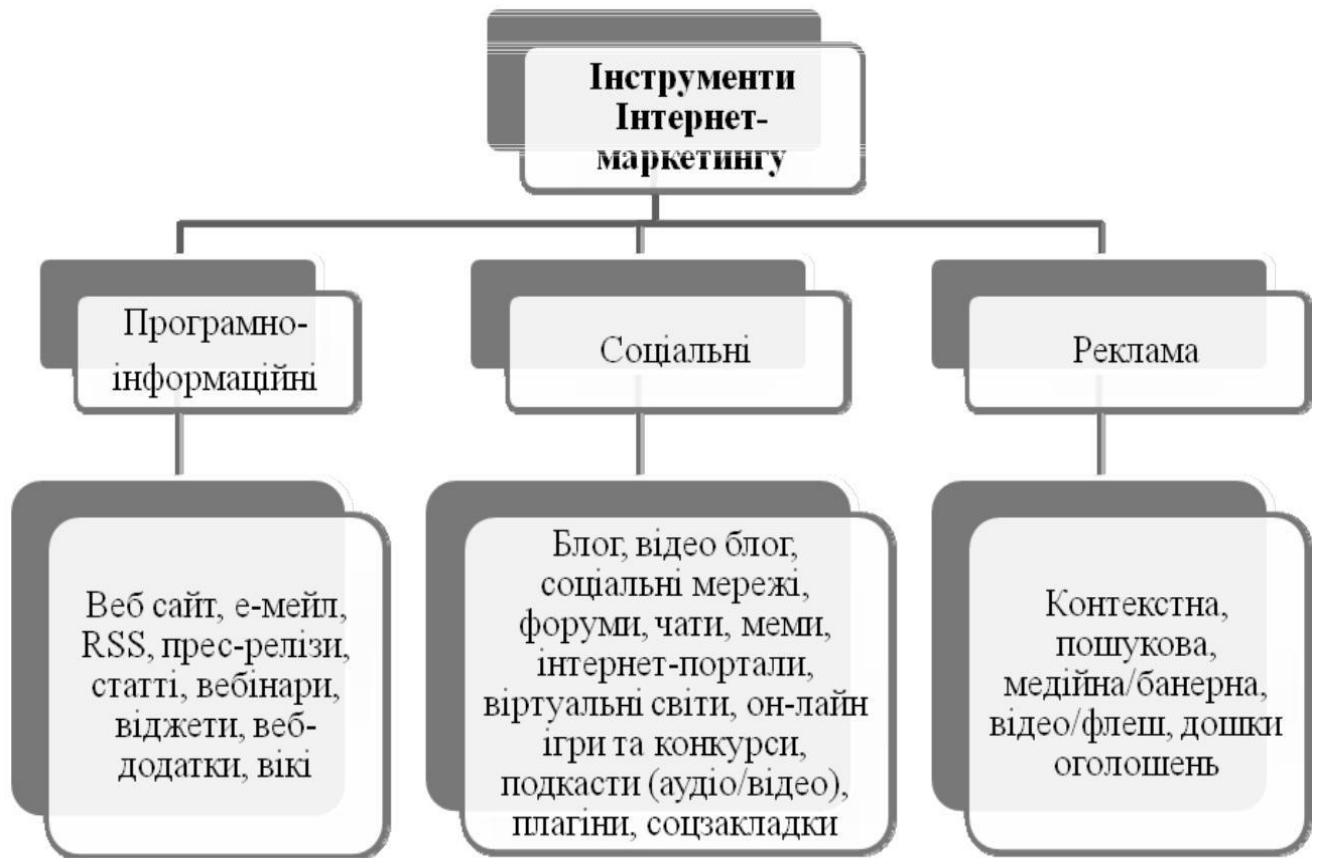 Інструменти
Інтернет-
маркетингу
Програмно-
інформаційні
Соціальні
Реклама
Веб сайт, е-мейл,
RSS, прес-релізи,
статті, вебінари,
віджети, веб-
додатки, вікі
Блог, відео блог,
соціальні мережі,
форуми, чати, меми,
інтернет-портали,
віртуальні світи, он-лайн
ігри та конкурси,
подкасти (аудіо/відео),
плагіни, соцзакладки
Контекстна,
пошукова,
медійна/банерна,
відео/флеш, дошки
оголошень